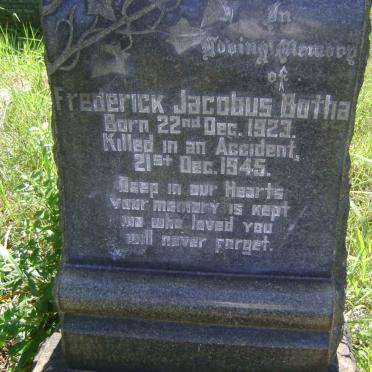 In
Loving Memory
of
Frederick Jacobus Botha
Born 22nd Dec. 1923.
Killed in an Accident,
21st Dec. 1945.
Deep in our Hearts
your memory is kept
we who loved you
will never forget.